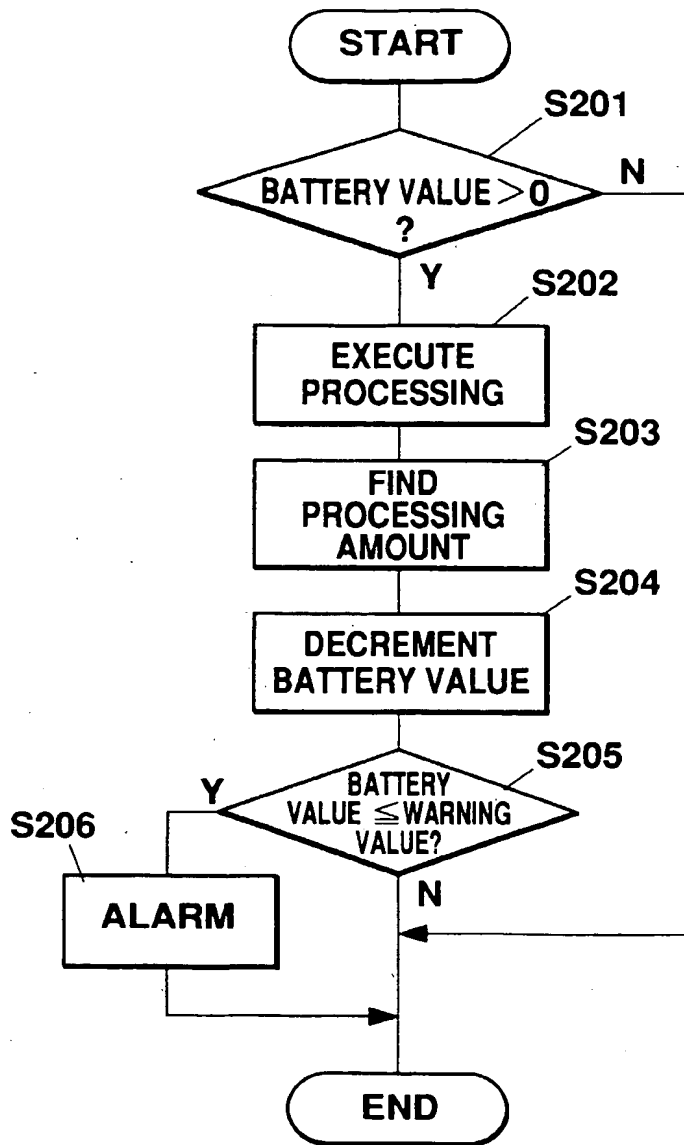 START
S201
BATTERY VALUE >0
?
N
Y
S202
EXECUTE
PROCESSING
S203
FIND
PROCESSING
AMOUNT
S204
DECREMENT
BATTERY VALUE
S205
BATTERY
VALUE ≦ WARNING
VALUE?
Y
S206
ALARM
N
END